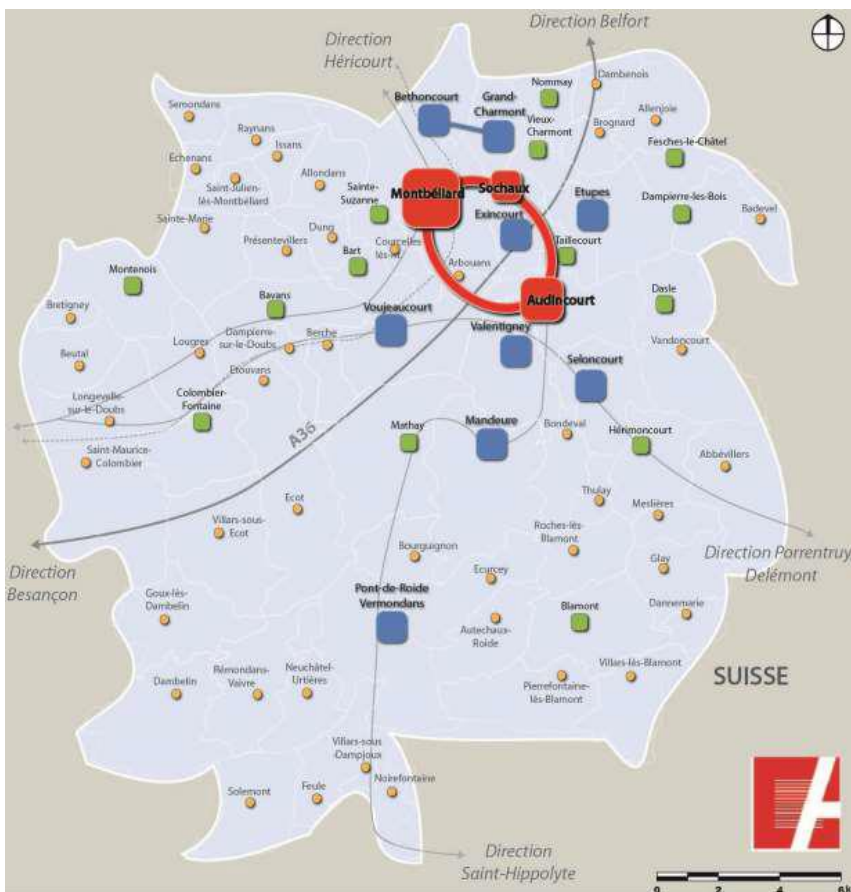 Direction Belfort
Direction
Héricourt
Nommay
Dambenois
Bethoncourt
Grand-
Charmont
Semondans
Allenjoie
Vieux-
Charmont
Brognard
Raynans
Issans
Fesches-le-Châtel
Echenans
Saint-Julien-
lès-Montbéliard
Allondans
Sainte-
Suzanne
Montbéliard
Sochaux
Etupes
Dampierre-les-Bois
Badevel
Sainte-Marie
Exincourt
Dung
Présentevillers
Bart
Courcelles
lès-M.
Taillecourt
Arbouans
Montenois
Bavans
Audincourt
Dasle
Bretigney
Voujeaucourt
Dampierre-
sur-le-Doubs
Berche
Valentigney
Vandoncourt
Lougres
Beutal
Etouvans
Seloncourt
Colombier-
Fontaine
Longevelle-
sur-le-Doubs
Mathay
Mandeure
Bondeval
Hérimoncourt
A36
Saint-Maurice-
Colombier
Abbévillers
Ecot
Thulay
Meslières
Villars-sous-
Ecot
Roches-lès-
Blamont
Bourguignon
Direction Porrentruy
Delémont
Glay
Direction
Besançon
Ecurcey
Goux-lès-
Dambelin
Pont-de-Roide
Vermondans
Blamont
Dannemarie
Autechaux-
Roide
Dambelin
Rémondans-
Vaivre
Neuchâtel-
Urtières
Villars-lès-Blamont
SUISSE
Pierrefontaine-
lès-Blamont
Villars-sous
-Dampjoux
Noirefontaine
Solemont
Feule
Direction
Saint-Hippolyte
0 2 4